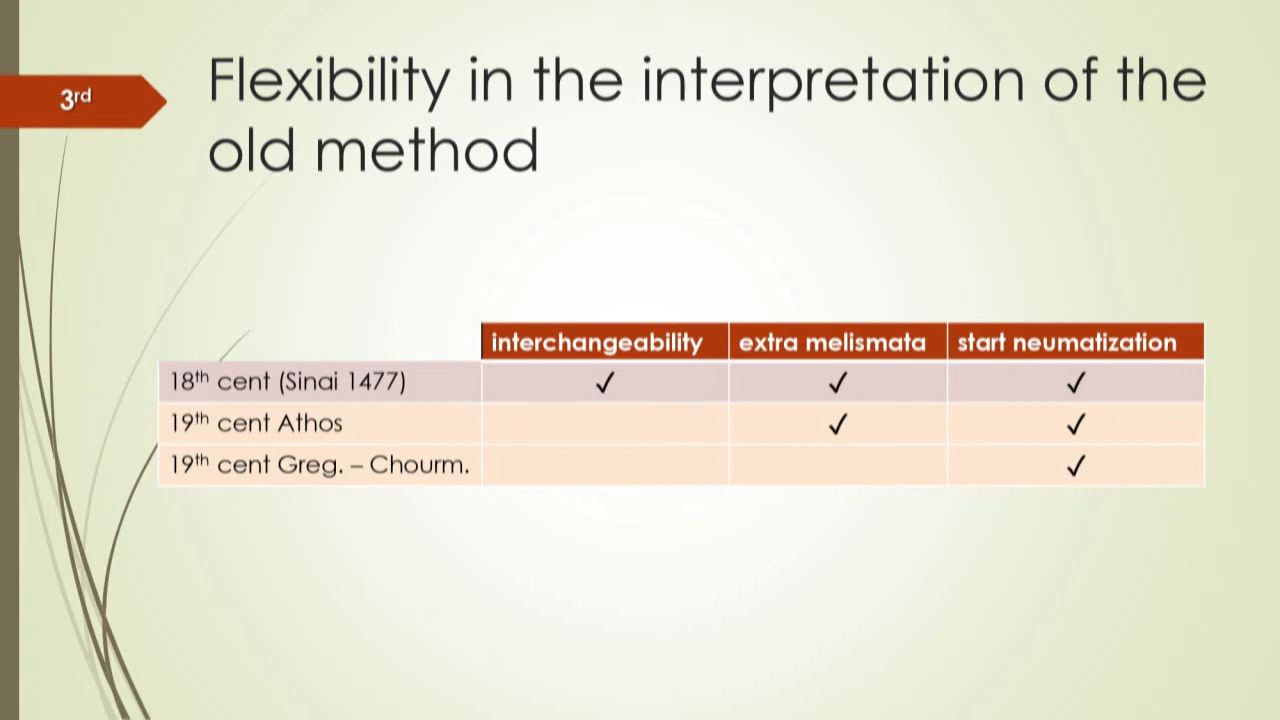 3rd
Flexibility in the interpretation of the
old method
interchangeability extra melismata start neumatization
18th cent (Sinai 1477) ✓ ✓ ✓
19th cent Athos ✓ ✓
19th cent Greg. – Chourm. ✓